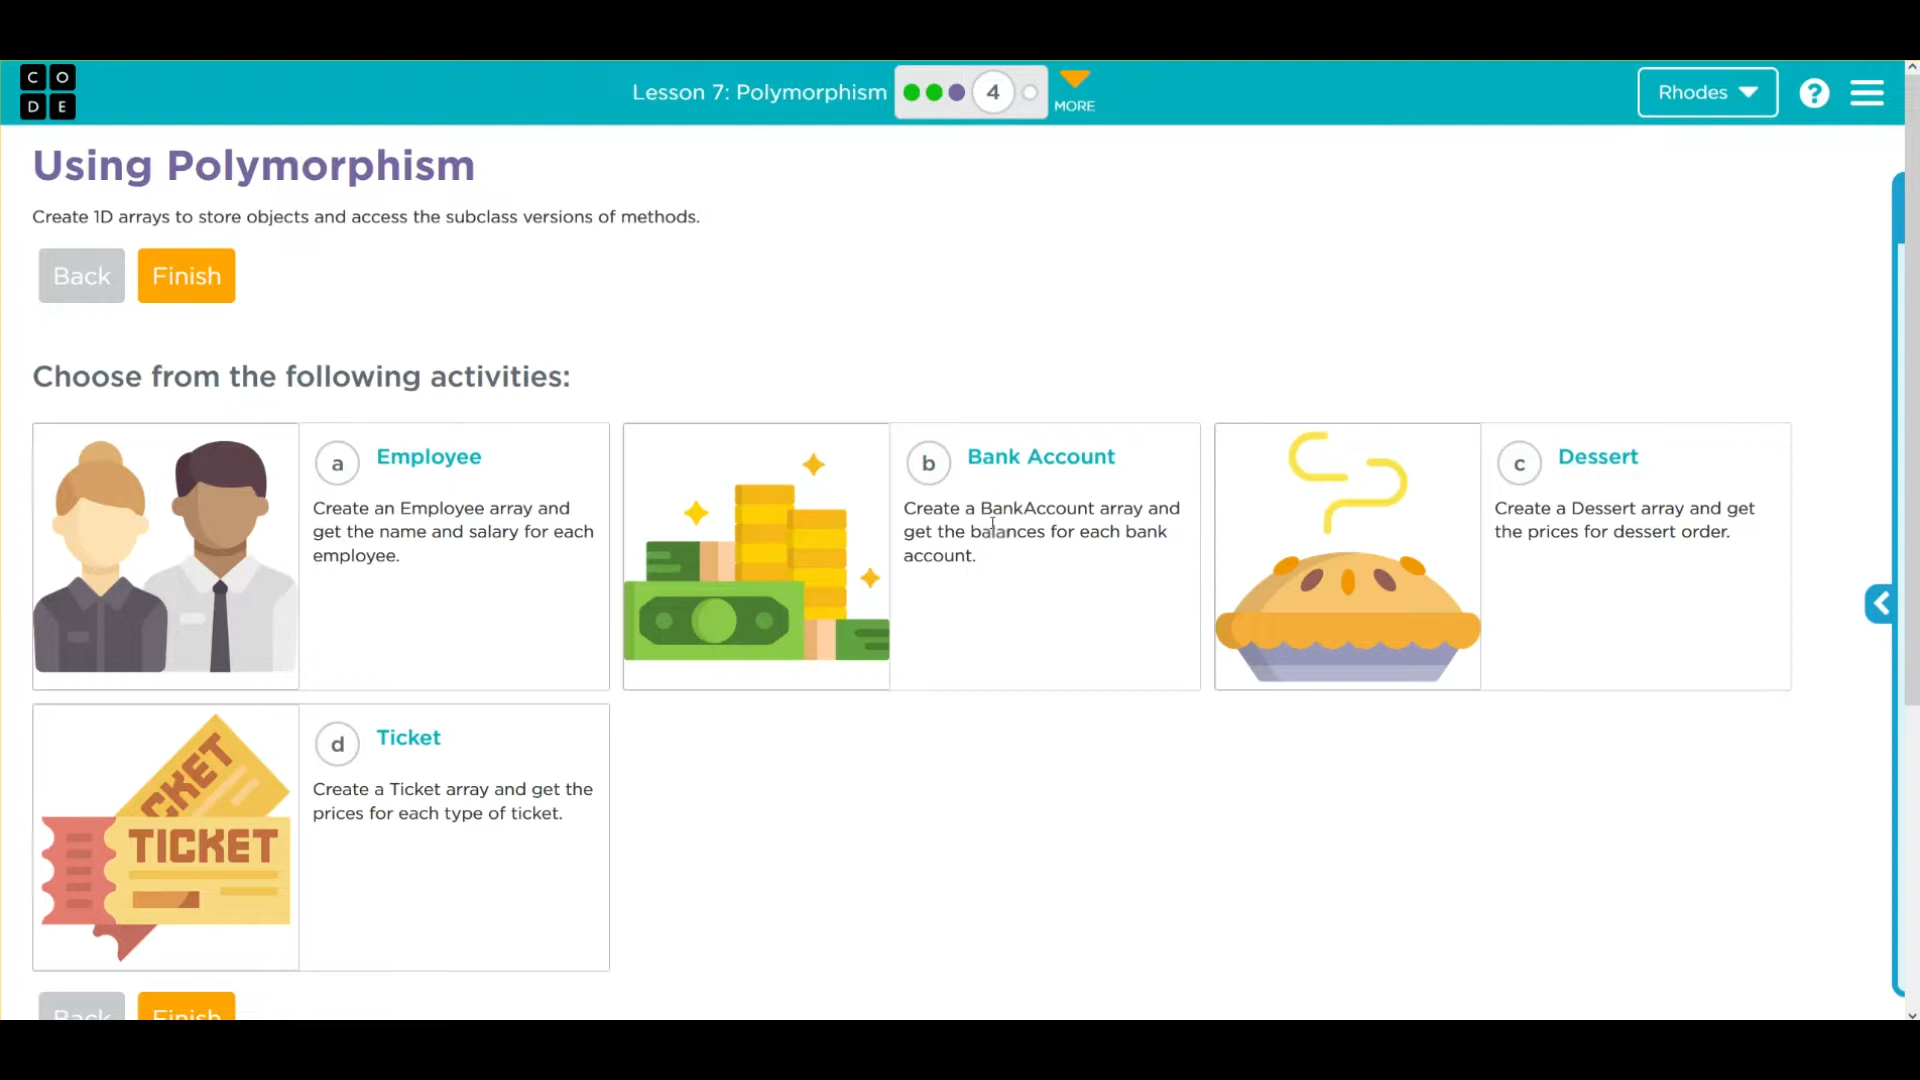 C O
D E
Lesson 7: Polymorphism
4
MORE
Rhodes
?
Using Polymorphism
Create 1D arrays to store objects and access the subclass versions of methods.
Back
Finish
Choose from the following activities:
a
Employee
Create an Employee array and
get the name and salary for each
employee.
b
Bank Account
Create a BankAccount array and
get the balances for each bank
account.
c
Dessert
Create a Dessert array and get
the prices for dessert order.
CKET
TICKET
d
Ticket
Create a Ticket array and get the
prices for each type of ticket.
Back
Finish